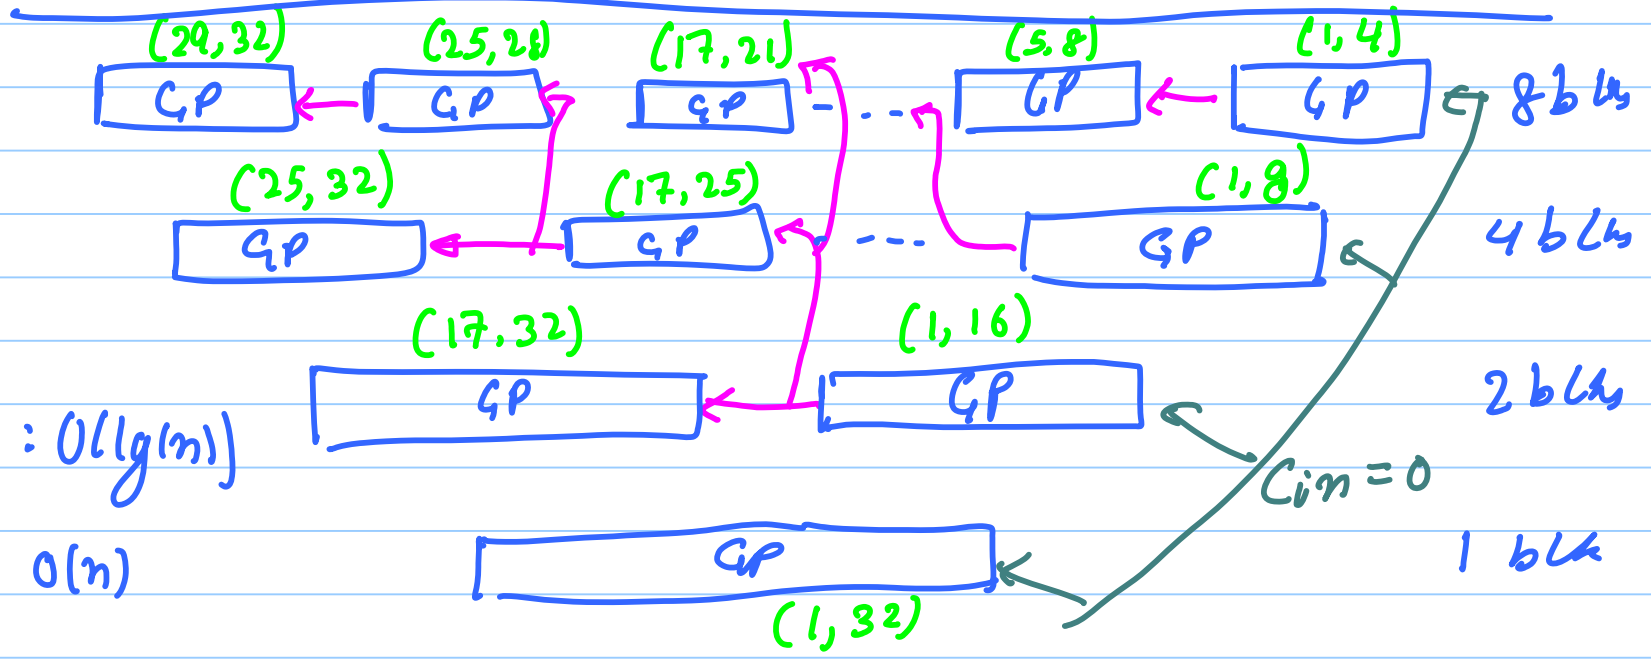 (29,32) (25,28) (17,21) (5,8) (1,4)
GP GP GP - ... GP GP 8 blks
(25,32) (17,25) (1,8)
GP GP - --- GP 4 blks
(17,32) (1,16)
GP GP 2 blks
: O(lg(n))
Cin = 0
O(n) GP 1 blk
(1,32)